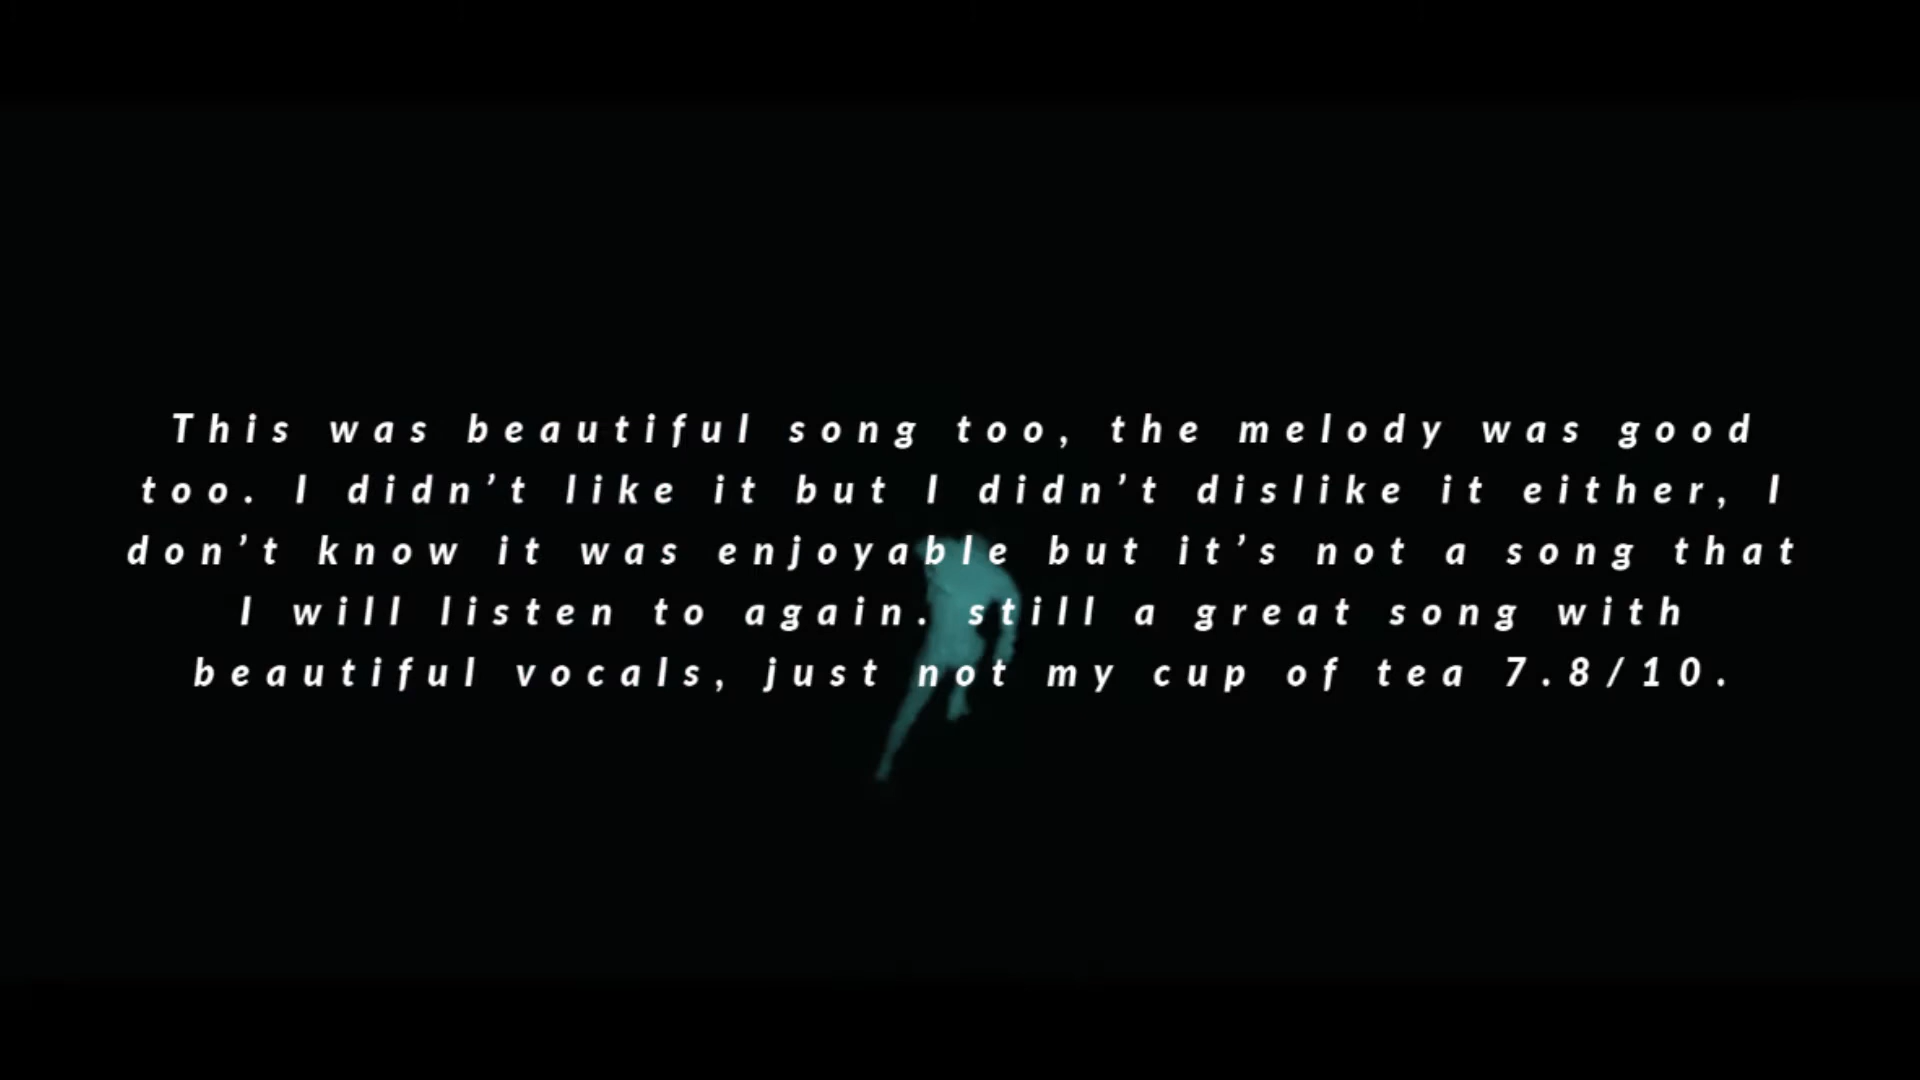 This was beautiful song too, the melody was good
too. I didn’t like it but I didn’t dislike it either, I
don’t know it was enjoyable but it’s not a song that
I will listen to again. still a great song with
beautiful vocals, just not my cup of tea 7.8/10.